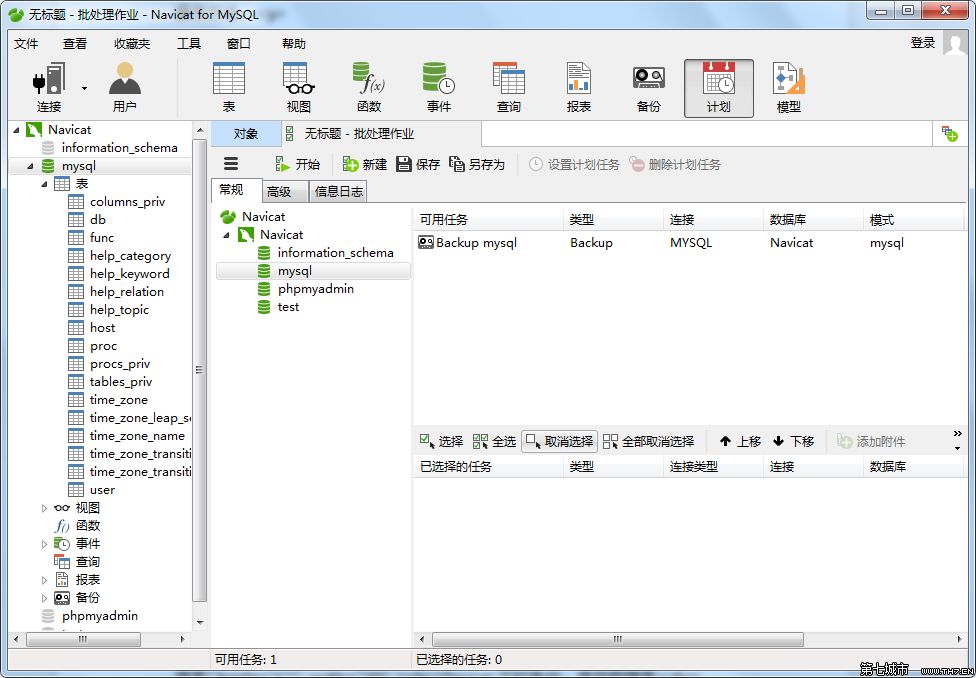 无标题 - 批处理作业 - Navicat for MySQL
文件 查看 收藏夹 工具 窗口 帮助 登录
连接 用户 表 视图 函数 事件 查询 报表 备份 计划 模型
Navicat
information_schema
mysql
表
columns_priv
db
func
help_category
help_keyword
help_relation
help_topic
host
proc
procs_priv
tables_priv
time_zone
time_zone_leap_se
time_zone_name
time_zone_transiti
time_zone_transiti
user
视图
函数
事件
查询
报表
备份
phpmyadmin
对象 无标题 - 批处理作业
开始 新建 保存 另存为 设置计划任务 删除计划任务
常规 高级 信息日志
Navicat
Navicat
information_schema
mysql
phpmyadmin
test
可用任务 类型 连接 数据库 模式
Backup mysql Backup MYSQL Navicat mysql
选择 全选 取消选择 全部取消选择 上移 下移 添加附件
已选择的任务 类型 连接类型 连接 数据库
可用任务: 1 已选择的任务: 0
第七城市 www.TH7.CN